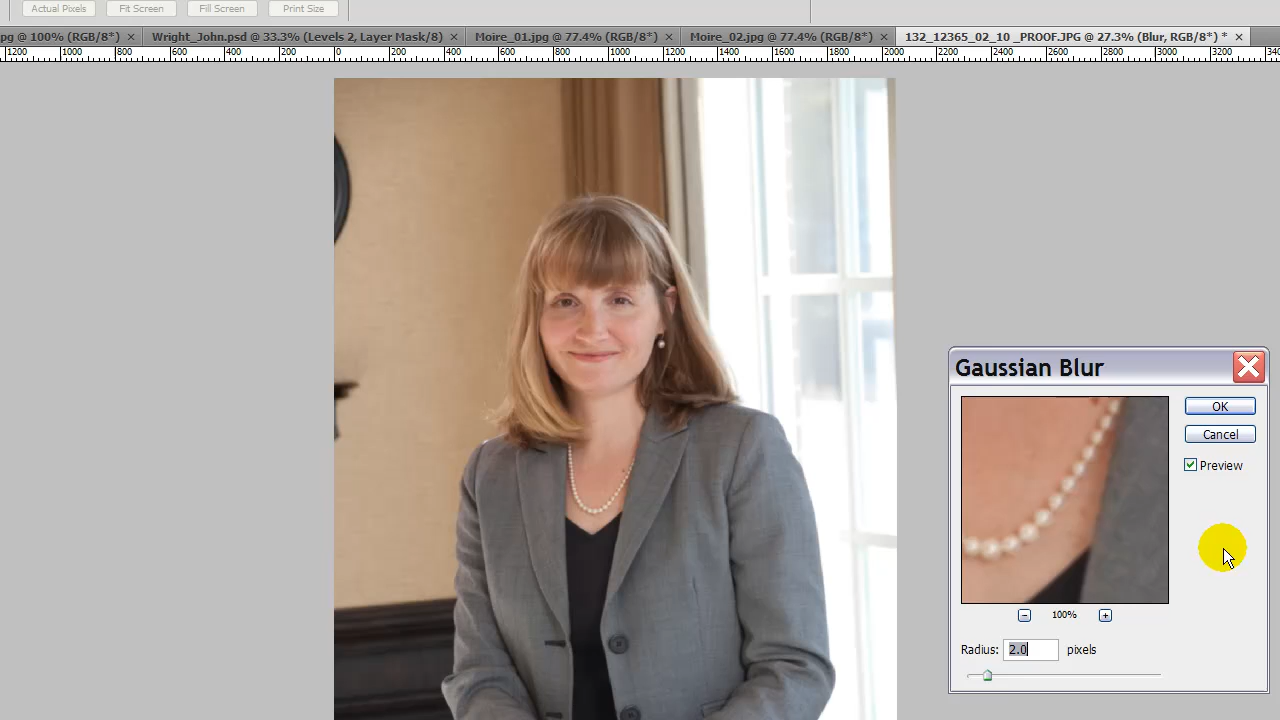 Actual Pixels Fit Screen Fill Screen Print Size
pg @ 100% (RGB/8*) × Wright_John.psd @ 33.3% (Levels 2, Layer Mask/8) × Moire_01.jpg @ 77.4% (RGB/8*) × Moire_02.jpg @ 77.4% (RGB/8*) × 132_12365_02_10 _PROOF.JPG @ 27.3% (Blur, RGB/8*) * ×
1200 1000 800 600 400 200 0 200 400 600 800 1000 1200 1400 1600 1800 2000 2200 2400 2600 2800 3000 3200 34
Gaussian Blur
OK
Cancel
Preview
100%
Radius: 2.0 pixels